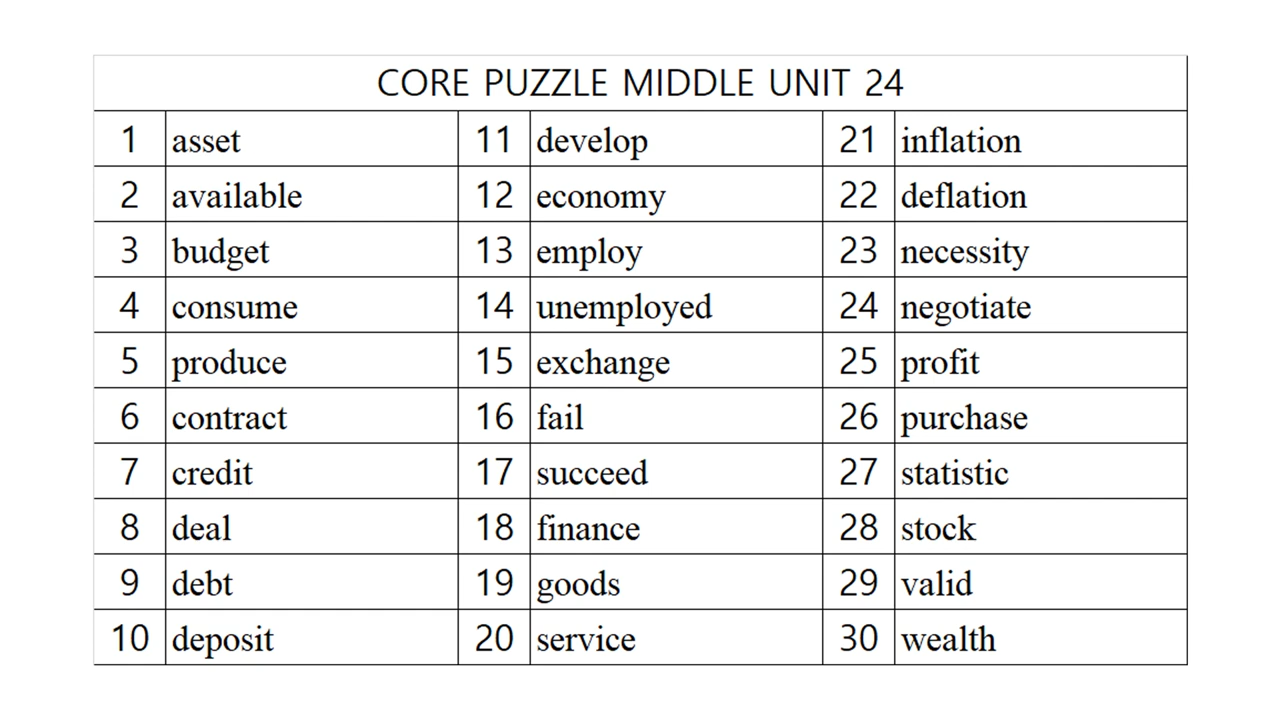 CORE PUZZLE MIDDLE UNIT 24
1 asset 11 develop 21 inflation
2 available 12 economy 22 deflation
3 budget 13 employ 23 necessity
4 consume 14 unemployed 24 negotiate
5 produce 15 exchange 25 profit
6 contract 16 fail 26 purchase
7 credit 17 succeed 27 statistic
8 deal 18 finance 28 stock
9 debt 19 goods 29 valid
10 deposit 20 service 30 wealth